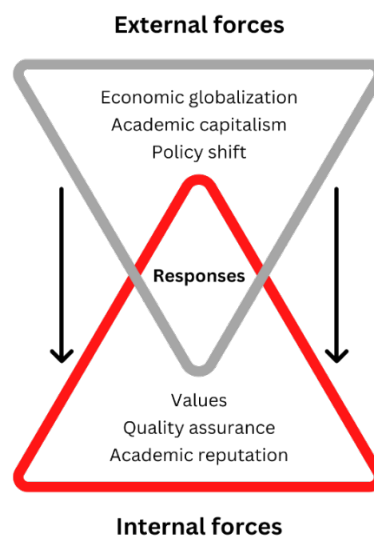 External forces
Economic globalization
Academic capitalism
Policy shift
Responses
Values
Quality assurance
Academic reputation
Internal forces